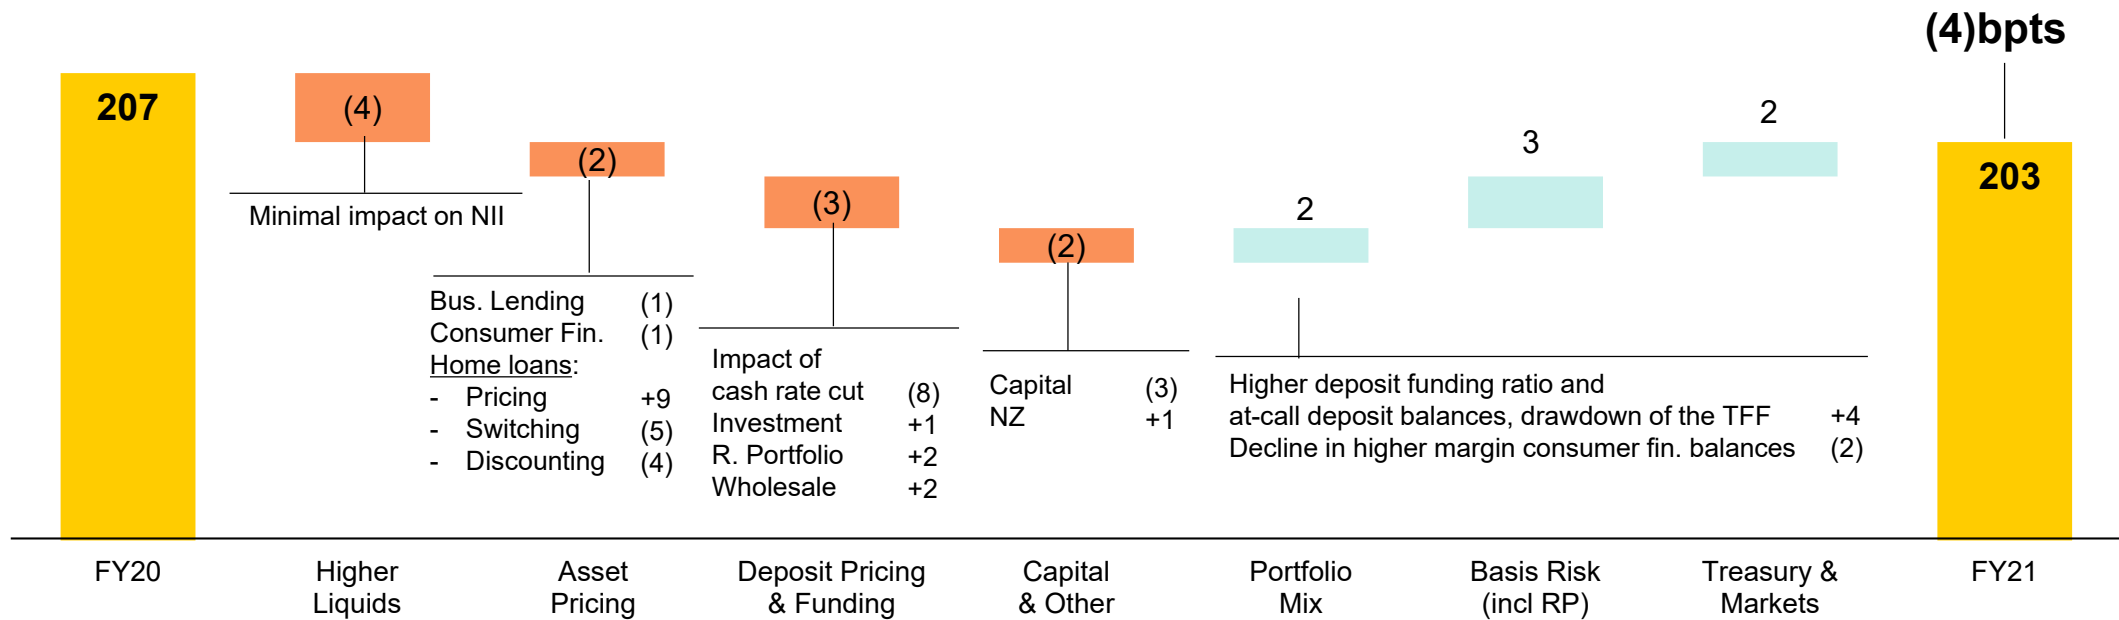 (4)bpts
207
(4)
(2)
(3)
(2)
2
3
2
203
Minimal impact on NII
Bus. Lending (1)
Consumer Fin. (1)
Home loans:
- Pricing +9
- Switching (5)
- Discounting (4)
Impact of
cash rate cut (8)
Investment +1
R. Portfolio +2
Wholesale +2
Capital (3)
NZ +1
Higher deposit funding ratio and
at-call deposit balances, drawdown of the TFF +4
Decline in higher margin consumer fin. balances (2)
FY20
Higher
Liquids
Asset
Pricing
Deposit Pricing
& Funding
Capital
& Other
Portfolio
Mix
Basis Risk
(incl RP)
Treasury &
Markets
FY21